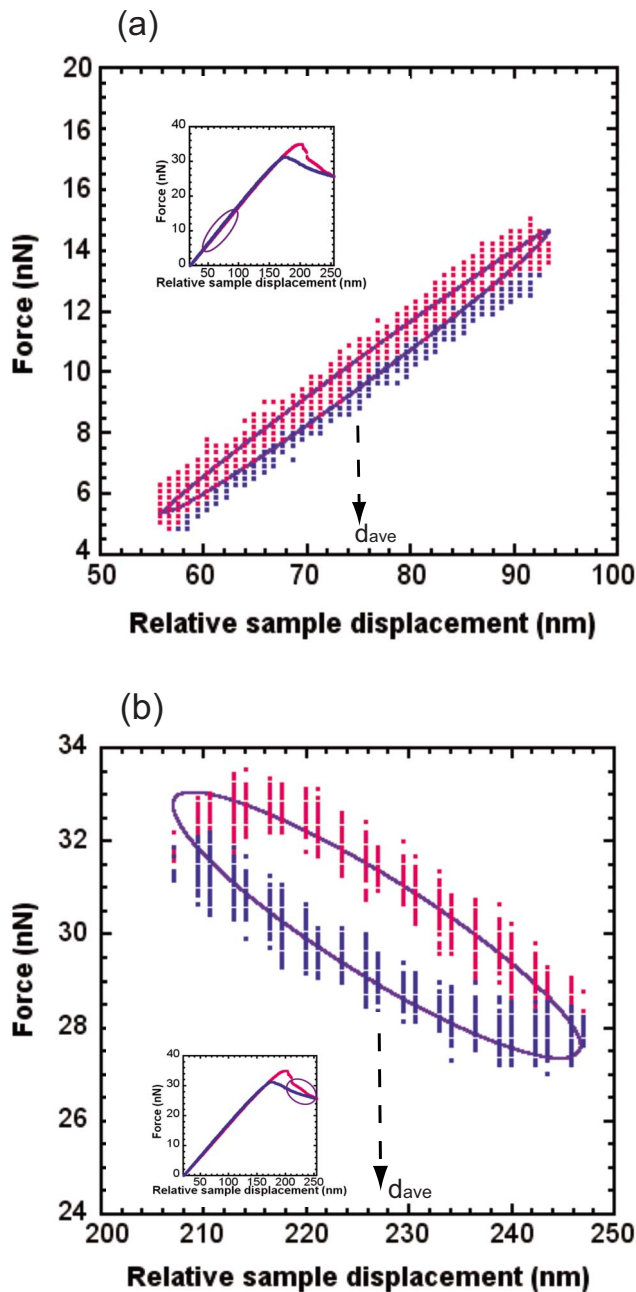 (a)
20
18
16
14
12
10
8
6
4
Force (nN)
40
30
20
10
0
Force (nN)
50 100 150 200 250
Relative sample displacement (nm)
dave
50 60 70 80 90 100
Relative sample displacement (nm)
(b)
34
32
30
28
26
24
Force (nN)
40
30
20
10
0
Force (nN)
50 100 150 200 250
Relative sample displacement (nm)
dave
200 210 220 230 240 250
Relative sample displacement (nm)